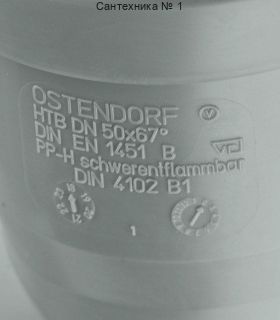 Сантехника № 1
OSTENDORF
HTB DN 50x67°
DIN EN 1451 B
PP-H schwerentflammbar
DIN 4102 B1
1